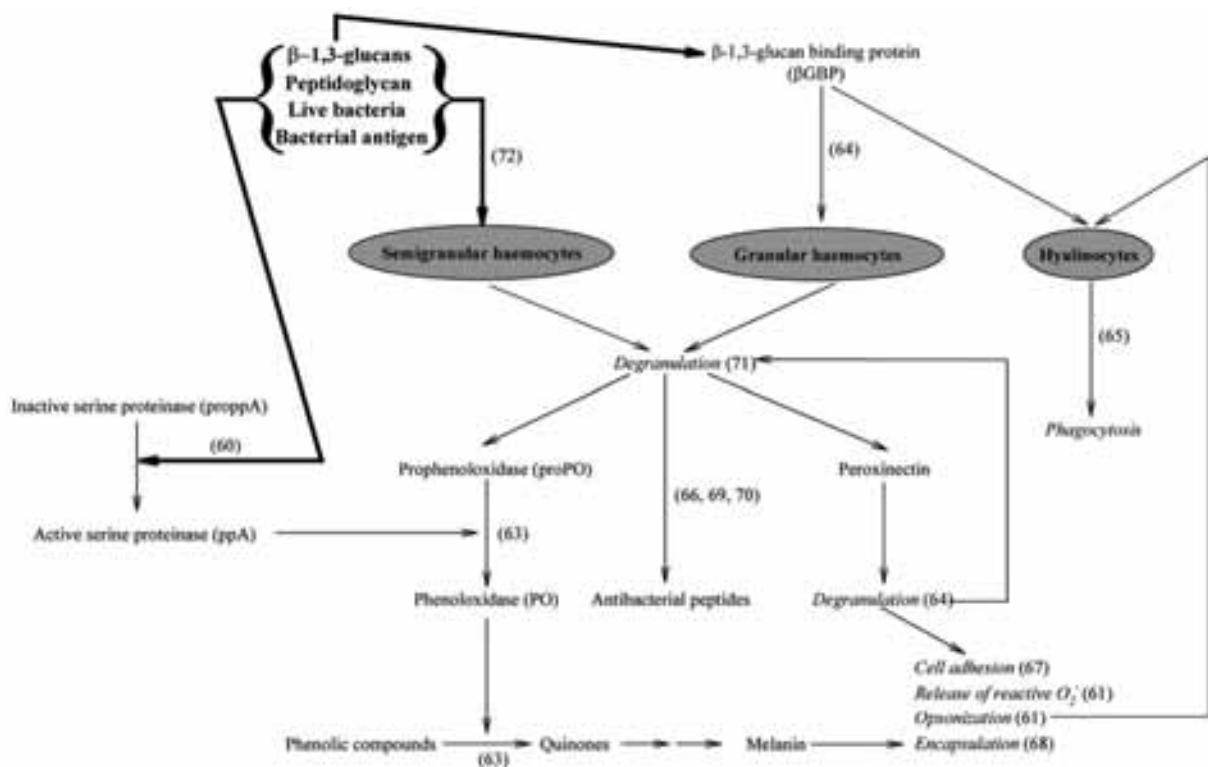 β–1,3-glucans
Peptidoglycan
Live bacteria
Bacterial antigen
β-1,3-glucan binding protein
(βGBP)
(72)
(64)
Semigranular haemocytes
Granular haemocytes
Hyalinocytes
(65)
Degranulation (71)
Inactive serine proteinase (proppA)
Phagocytosis
(60)
Prophenoloxidase (proPO)
Peroxinectin
(66, 69, 70)
Active serine proteinase (ppA)
(63)
Phenoloxidase (PO)
Antibacterial peptides
Degranulation (64)
Cell adhesion (67)
Release of reactive O₂⁻ (61)
Opsonization (61)
Phenolic compounds
Quinones
Melanin
Encapsulation (68)
(63)